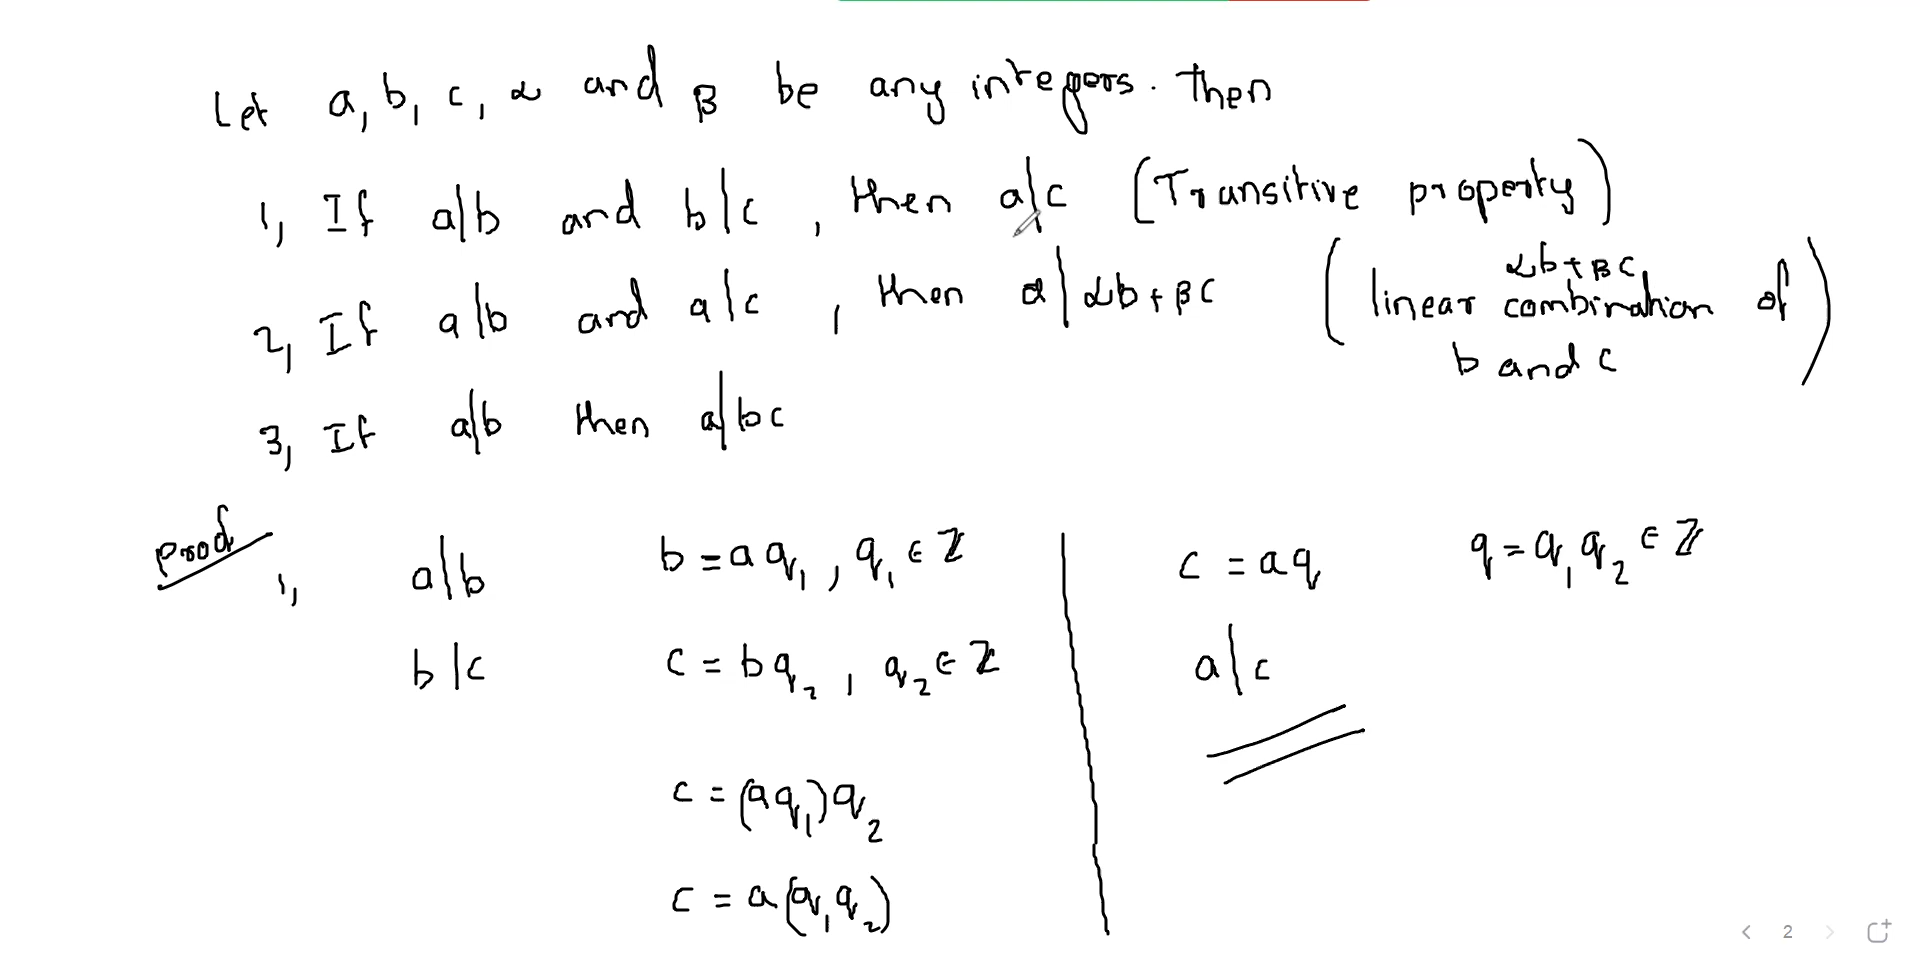 Let a, b, c, α and β be any integers. Then
1, If a|b and b|c, then a|c (Transitive property)
2, If a|b and a|c, then a|αb+βc (αb+βc, linear combination of b and c)
3, If a|b then a|bc
Proof
1, a|b b = aq₁, q₁ ∈ ℤ
b|c c = bq₂, q₂ ∈ ℤ
c = (aq₁)q₂
c = a(q₁q₂)
c = aq q = q₁q₂ ∈ ℤ
a|c
2